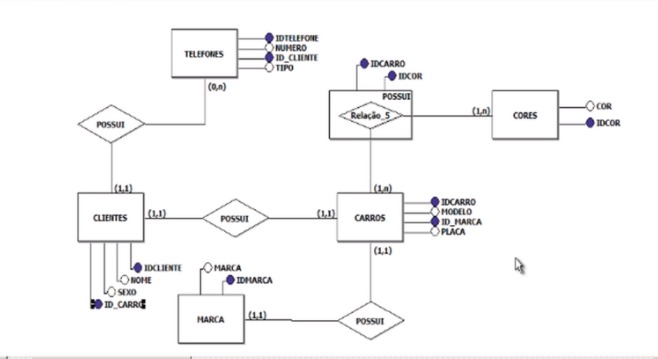 IDTELEFONE
TELEFONES
NUMERO
ID_CLIENTE
TIPO
(0,n)
IDCARRO
IDCOR
POSSUI
Relação_5
(1,n)
CORES
COR
IDCOR
POSSUI
(1,1)
(1,n)
CLIENTES
(1,1)
POSSUI
(1,1)
CARROS
IDCARRO
MODELO
ID_MARCA
PLACA
(1,1)
IDCLIENTE
NOME
SEXO
ID_CARRO
MARCA
IDMARCA
MARCA
(1,1)
POSSUI